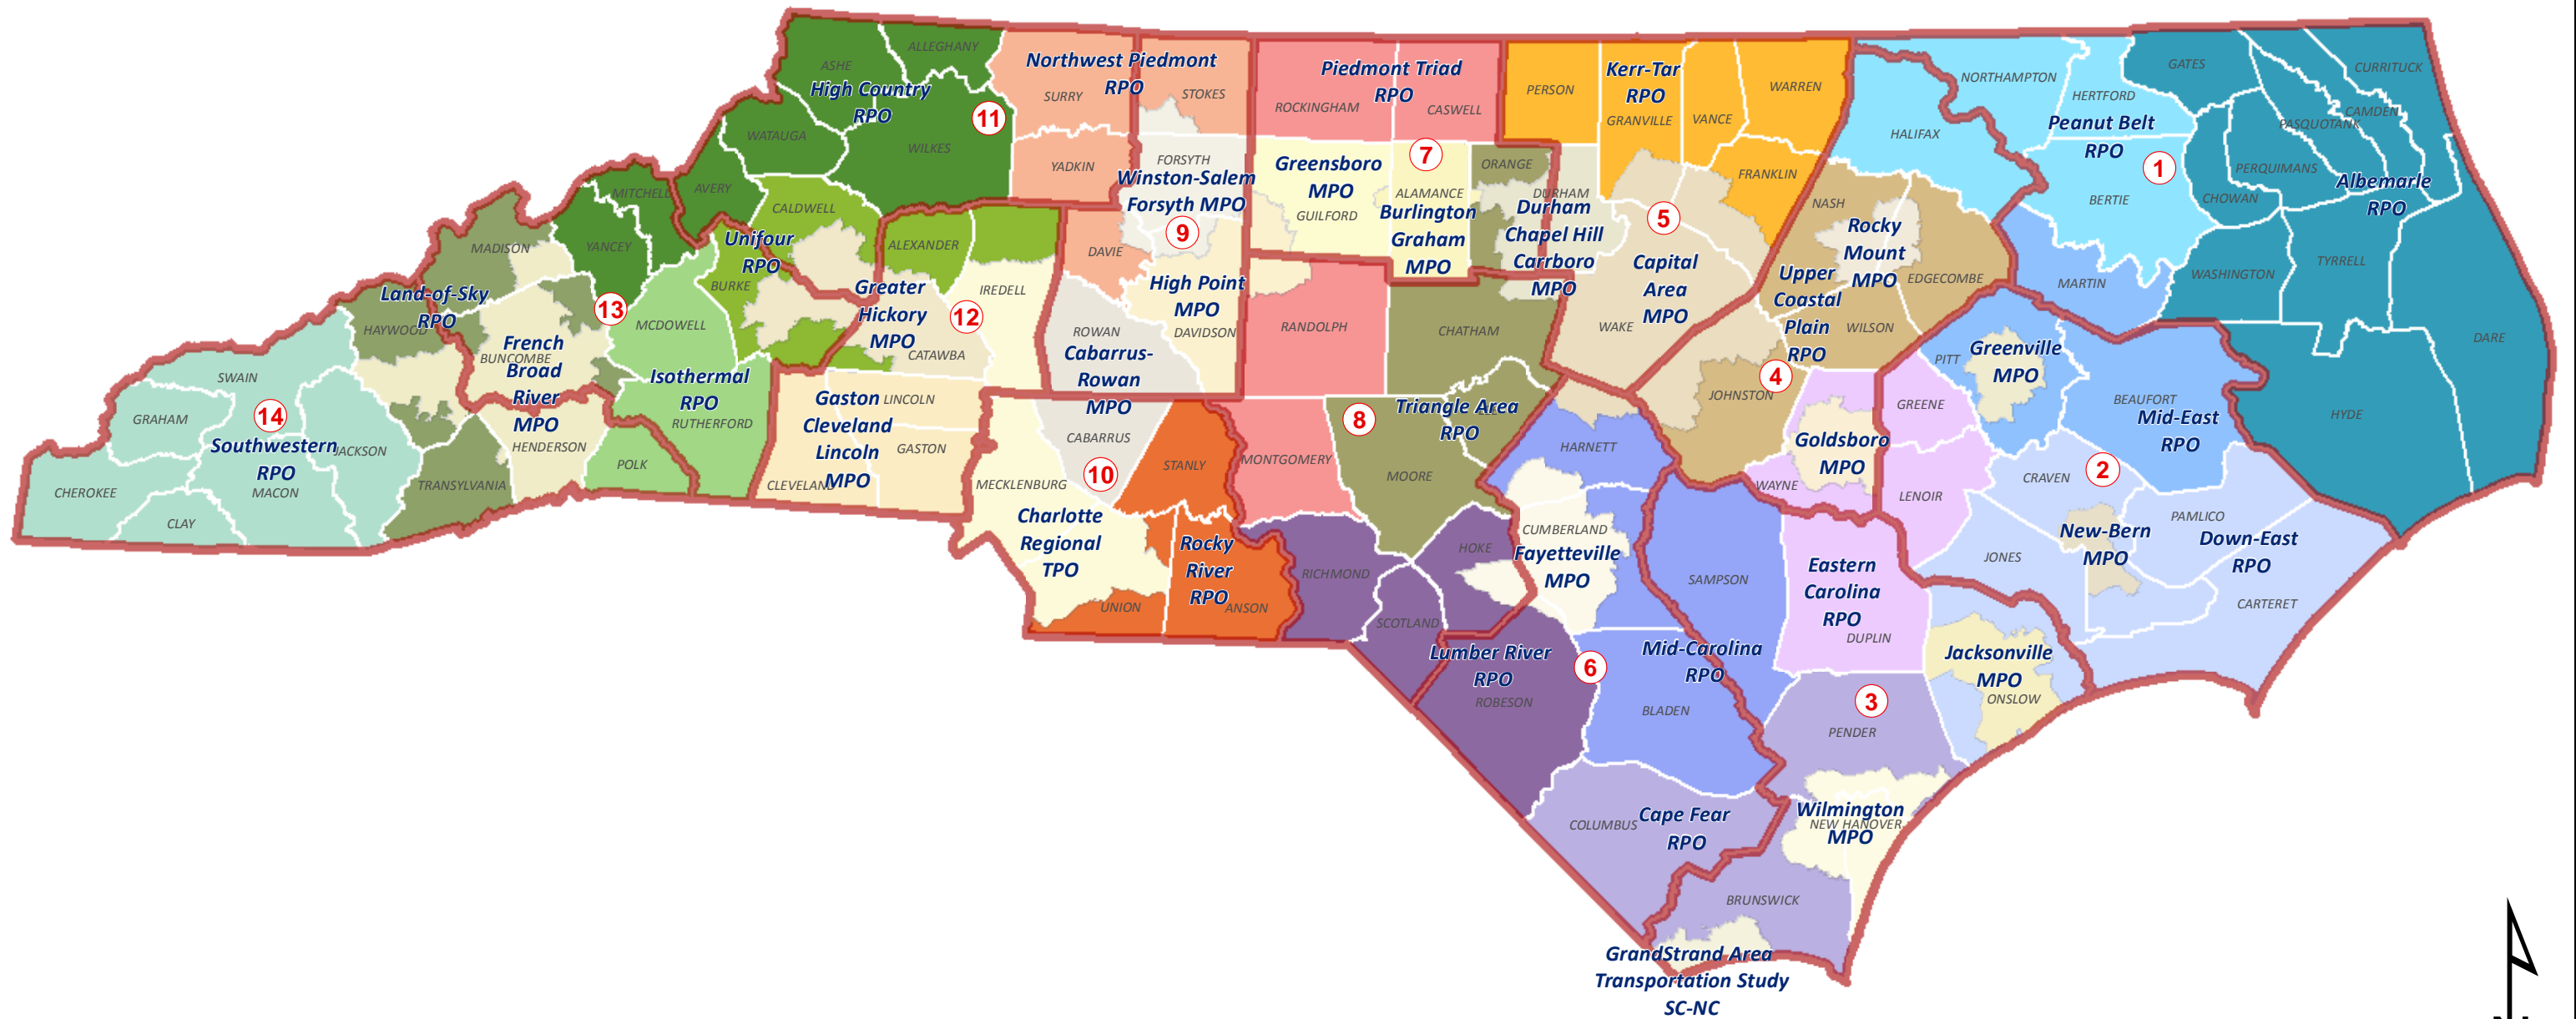 ALLEGHANY
ASHE
High Country
RPO
WATAUGA
WILKES
11
AVERY
MITCHELL
YANCEY
CALDWELL
Northwest Piedmont
RPO
SURRY
STOKES
YADKIN
FORSYTH
Winston-Salem
Forsyth MPO
9
DAVIE
High Point
MPO
DAVIDSON
Piedmont Triad
RPO
ROCKINGHAM
CASWELL
Greensboro
MPO
GUILFORD
7
ALAMANCE
Burlington
Graham
MPO
ORANGE
DURHAM
Durham
Chapel Hill
Carrboro
MPO
PERSON
Kerr-Tar
RPO
GRANVILLE
VANCE
WARREN
FRANKLIN
5
Capital
Area
MPO
WAKE
HALIFAX
NORTHAMPTON
HERTFORD
Peanut Belt
RPO
1
BERTIE
GATES
CURRITUCK
CAMDEN
PASQUOTANK
PERQUIMANS
CHOWAN
Albemarle
RPO
WASHINGTON
TYRRELL
DARE
HYDE
MARTIN
NASH
Rocky
Mount
MPO
EDGECOMBE
Upper
Coastal
Plain
RPO
WILSON
4
JOHNSTON
MADISON
Land-of-Sky
RPO
HAYWOOD
13
French
Broad
River
MPO
BUNCOMBE
HENDERSON
TRANSYLVANIA
MCDOWELL
Isothermal
RPO
RUTHERFORD
POLK
Unifour
RPO
BURKE
ALEXANDER
Greater
Hickory
MPO
CATAWBA
12
IREDELL
SWAIN
GRAHAM
14
Southwestern
RPO
JACKSON
MACON
CHEROKEE
CLAY
Gaston
Cleveland
Lincoln
MPO
LINCOLN
GASTON
CLEVELAND
ROWAN
Cabarrus-
Rowan
MPO
CABARRUS
10
STANLY
MECKLENBURG
Charlotte
Regional
TPO
UNION
Rocky
River
RPO
ANSON
RANDOLPH
CHATHAM
MONTGOMERY
8
Triangle Area
RPO
MOORE
HARNETT
RICHMOND
HOKE
SCOTLAND
CUMBERLAND
Fayetteville
MPO
Lumber River
RPO
ROBESON
6
Mid-Carolina
RPO
BLADEN
SAMPSON
COLUMBUS
Cape Fear
RPO
Goldsboro
MPO
WAYNE
GREENE
LENOIR
Eastern
Carolina
RPO
DUPLIN
PITT
Greenville
MPO
BEAUFORT
Mid-East
RPO
2
CRAVEN
PAMLICO
New-Bern
MPO
Down-East
RPO
JONES
CARTERET
Jacksonville
MPO
ONSLOW
3
PENDER
Wilmington
MPO
NEW HANOVER
BRUNSWICK
GrandStrand Area
Transportation Study
SC-NC